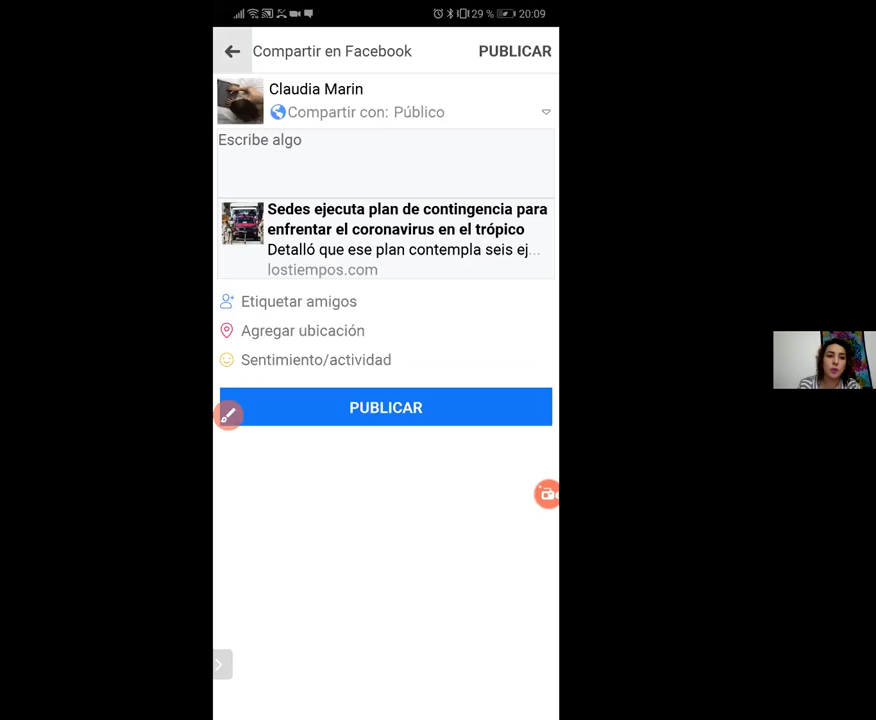 29 % 20:09
Compartir en Facebook PUBLICAR
Claudia Marin
Compartir con: Público
Escribe algo
Sedes ejecuta plan de contingencia para
enfrentar el coronavirus en el trópico
Detalló que ese plan contempla seis ej...
lostiempos.com
Etiquetar amigos
Agregar ubicación
Sentimiento/actividad
PUBLICAR